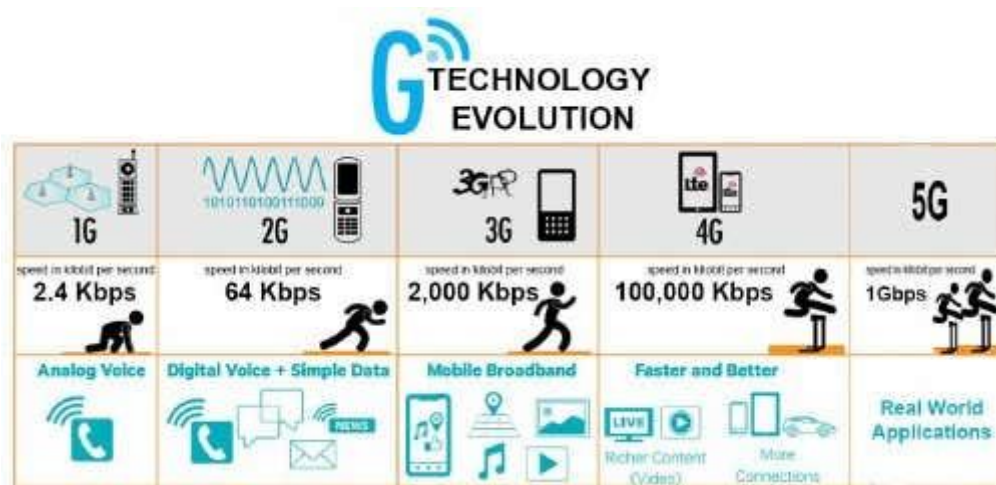 G TECHNOLOGY
EVOLUTION
1G
1010110100111000
2G
3G
lte
4G
5G
speed in kilobit per second
2.4 Kbps
speed in kilobit per second
64 Kbps
speed in kilobit per second
2,000 Kbps
speed in kilobit per second
100,000 Kbps
speed in kilobit per second
1Gbps
Analog Voice
Digital Voice + Simple Data
NEWS
Mobile Broadband
Faster and Better
LIVE
Richer Content
(Video)
More
Connections
Real World
Applications